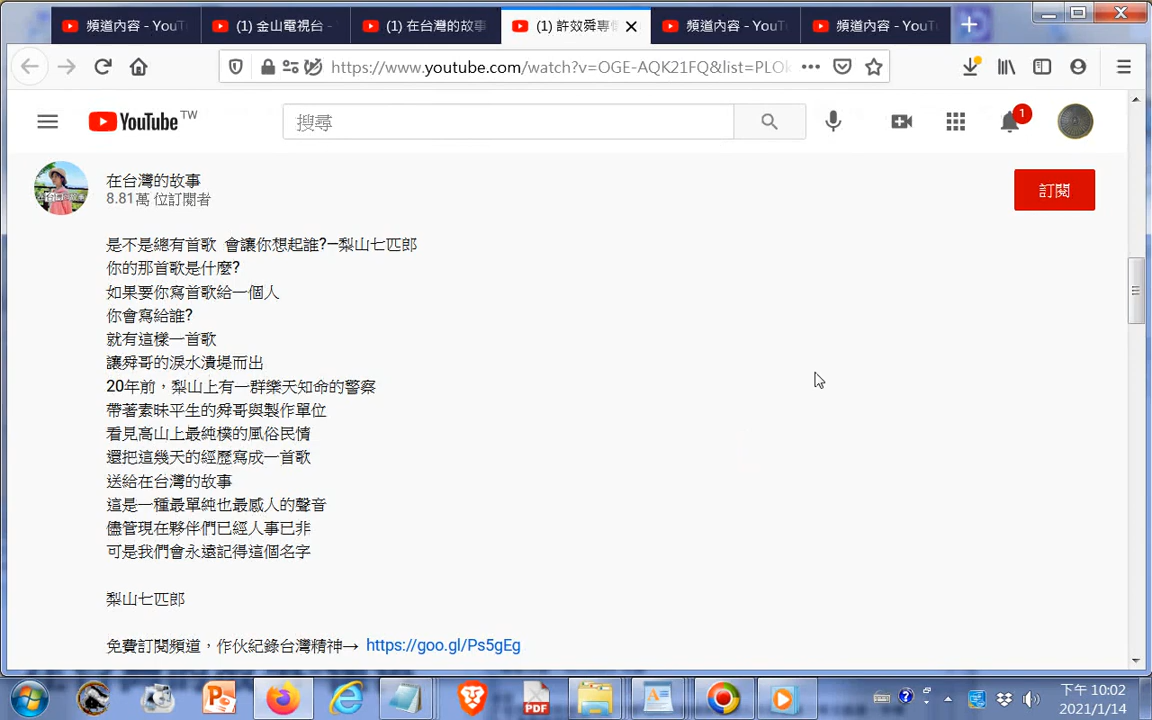 頻道內容 - YouT
(1) 金山電視台 -
(1) 在台灣的故事
(1) 許效舜專
頻道內容 - YouT
頻道內容 - YouT
https://www.youtube.com/watch?v=OGE-AQK21FQ&list=PLOk
YouTube TW
搜尋
1
在台灣的故事
8.81萬 位訂閱者
訂閱
是不是總有首歌 會讓你想起誰?—梨山七匹郎
你的那首歌是什麼?
如果要你寫首歌給一個人
你會寫給誰?
就有這樣一首歌
讓舜哥的淚水潰堤而出
20年前，梨山上有一群樂天知命的警察
帶著素昧平生的舜哥與製作單位
看見高山上最純樸的風俗民情
還把這幾天的經歷寫成一首歌
送給在台灣的故事
這是一種最單純也最感人的聲音
儘管現在夥伴們已經人事已非
可是我們會永遠記得這個名字
梨山七匹郎
免費訂閱頻道，作伙紀錄台灣精神→ https://goo.gl/Ps5gEg
PDF
下午 10:02
2021/1/14